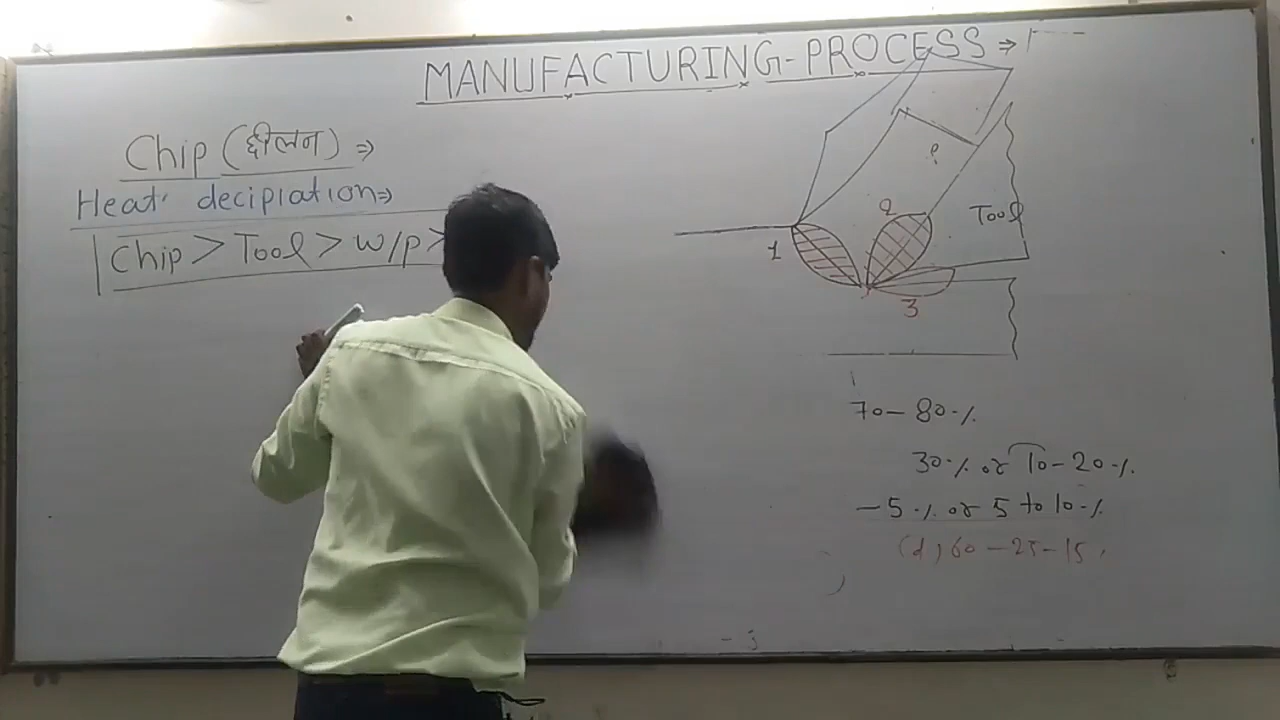 MANUFACTURING-PROCESS ⇒
Chip (छीलन) ⇒
Heat decipiation ⇒
Chip > Tool > w/p >
1
2
Tool
3
70 - 80 %
30 % or 10 - 20 %
- 5 % or 5 to 10 %
(d) 60 - 25 - 15